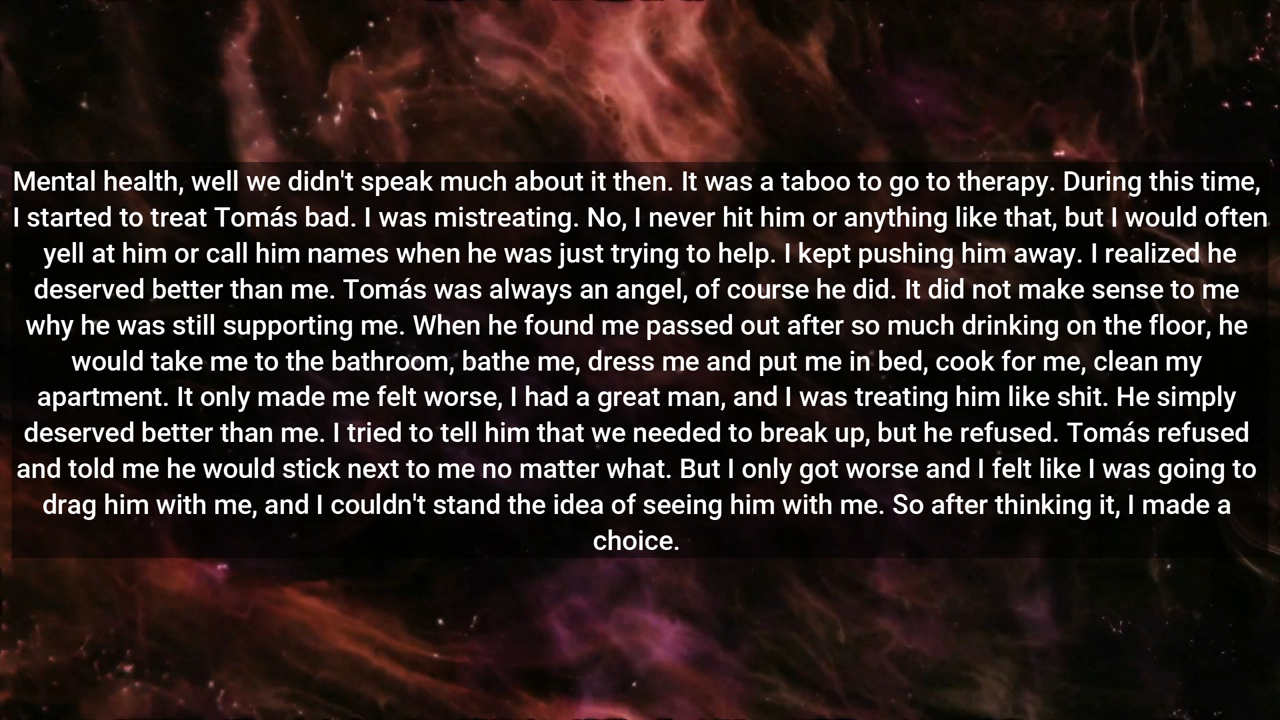 Mental health, well we didn't speak much about it then. It was a taboo to go to therapy. During this time,
I started to treat Tomás bad. I was mistreating. No, I never hit him or anything like that, but I would often
yell at him or call him names when he was just trying to help. I kept pushing him away. I realized he
deserved better than me. Tomás was always an angel, of course he did. It did not make sense to me
why he was still supporting me. When he found me passed out after so much drinking on the floor, he
would take me to the bathroom, bathe me, dress me and put me in bed, cook for me, clean my
apartment. It only made me felt worse, I had a great man, and I was treating him like shit. He simply
deserved better than me. I tried to tell him that we needed to break up, but he refused. Tomás refused
and told me he would stick next to me no matter what. But I only got worse and I felt like I was going to
drag him with me, and I couldn't stand the idea of seeing him with me. So after thinking it, I made a
choice.